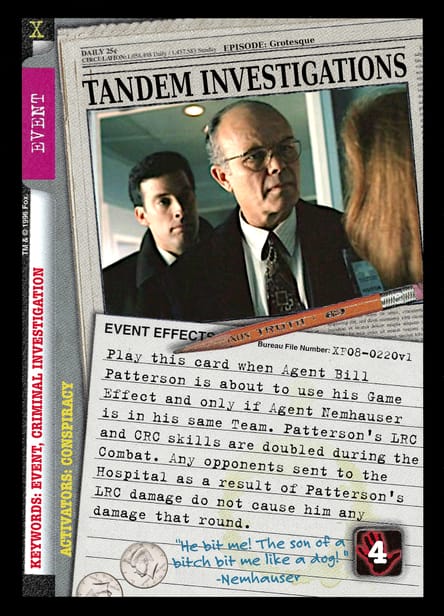 X
EVENT
TM & © 1996 Fox.
KEYWORDS: EVENT, CRIMINAL INVESTIGATION
ACTIVATORS: CONSPIRACY
DAILY 25¢
EPISODE: Grotesque
TANDEM INVESTIGATIONS
EVENT EFFECTS
Bureau File Number: XF08-0220v1
Play this card when Agent Bill
Patterson is about to use his Game
Effect and only if Agent Nemhauser
is in his same Team. Patterson's LRC
and CRC skills are doubled during the
Combat. Any opponents sent to the
Hospital as a result of Patterson's
LRC damage do not cause him any
damage that round.
"He bit me! The son of a
bitch bit me like a dog!"
-Nemhauser
4